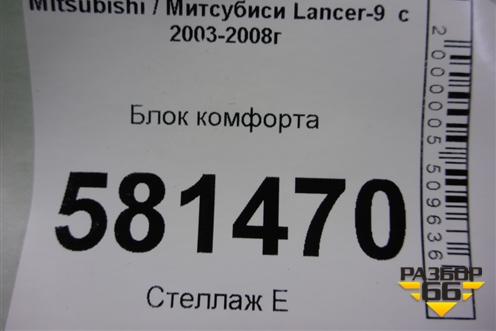 Mitsubishi / Митсубиси Lancer-9 с
2003-2008г
Блок комфорта
581470
Стеллаж Е
2000005509636
РАЗБОР
66